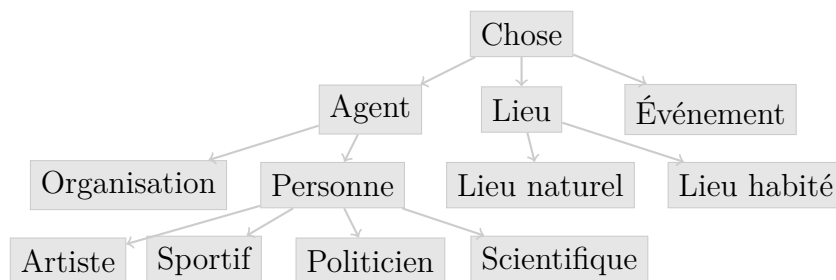 Chose
Agent
Lieu
Événement
Organisation
Personne
Lieu naturel
Lieu habité
Artiste
Sportif
Politicien
Scientifique